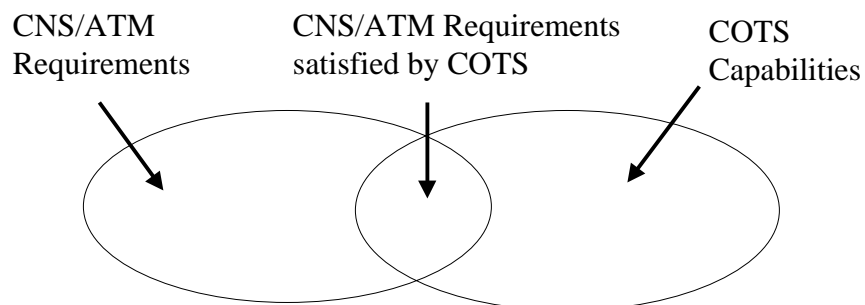 CNS/ATM
Requirements
CNS/ATM Requirements
satisfied by COTS
COTS
Capabilities